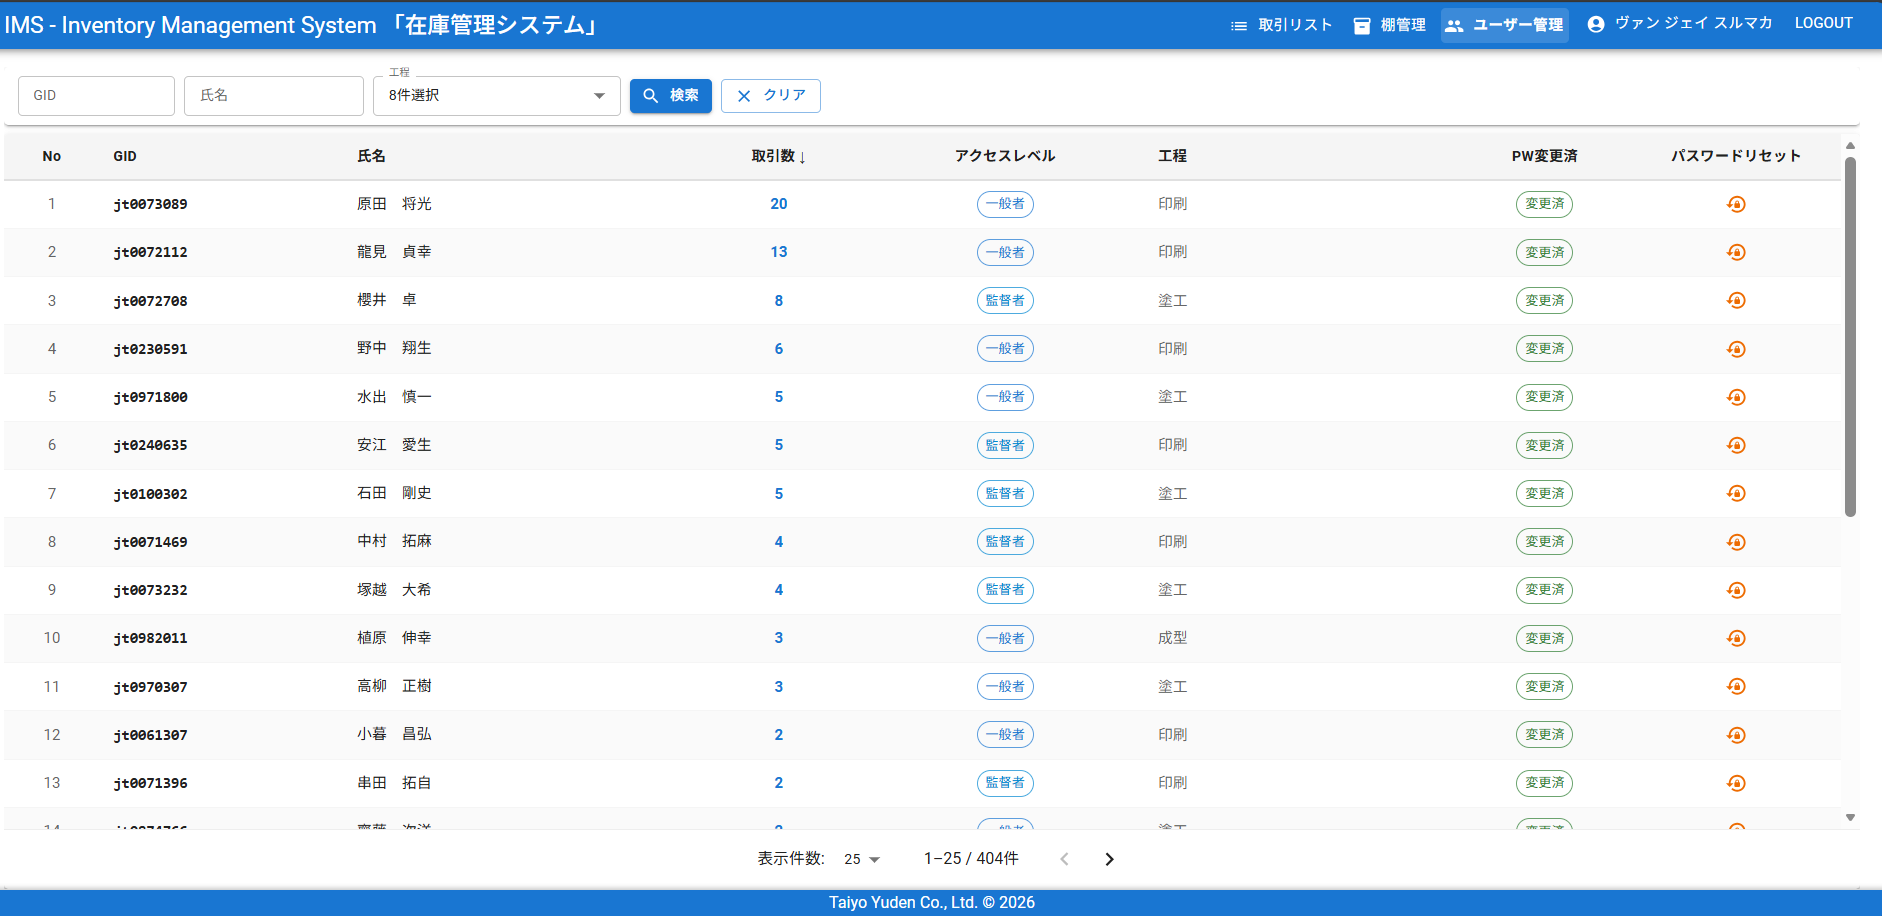 IMS - Inventory Management System 「在庫管理システム」
取引リスト 棚管理 ユーザー管理 ヴァン ジェイ スルマカ LOGOUT
工程
GID 氏名 8件選択 検索 クリア
No GID 氏名 取引数↓ アクセスレベル 工程 PW変更済 パスワードリセット
1 jt0073089 原田 将光 20 一般者 印刷 変更済
2 jt0072112 龍見 貞幸 13 一般者 印刷 変更済
3 jt0072708 櫻井 卓 8 監督者 塗工 変更済
4 jt0230591 野中 翔生 6 一般者 印刷 変更済
5 jt0971800 水出 慎一 5 一般者 塗工 変更済
6 jt0240635 安江 愛生 5 監督者 印刷 変更済
7 jt0100302 石田 剛史 5 監督者 塗工 変更済
8 jt0071469 中村 拓麻 4 監督者 印刷 変更済
9 jt0073232 塚越 大希 4 監督者 塗工 変更済
10 jt0982011 植原 伸幸 3 一般者 成型 変更済
11 jt0970307 高柳 正樹 3 一般者 塗工 変更済
12 jt0061307 小暮 昌弘 2 一般者 印刷 変更済
13 jt0071396 串田 拓自 2 監督者 印刷 変更済
14 一般者 塗工 変更済
表示件数: 25 1–25 / 404件
Taiyo Yuden Co., Ltd. © 2026